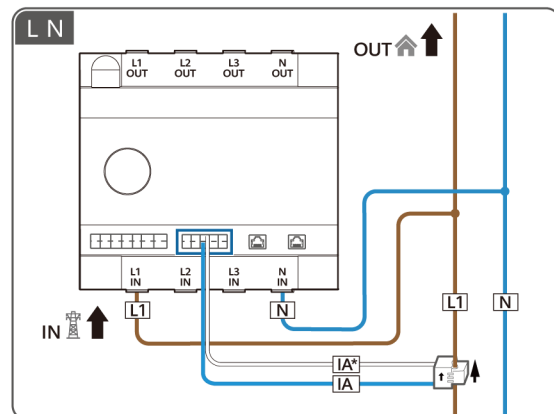 L N
OUT
L1 OUT
L2 OUT
L3 OUT
N OUT
L1 IN
L2 IN
L3 IN
N IN
IN
L1
N
L1
N
IA*
IA